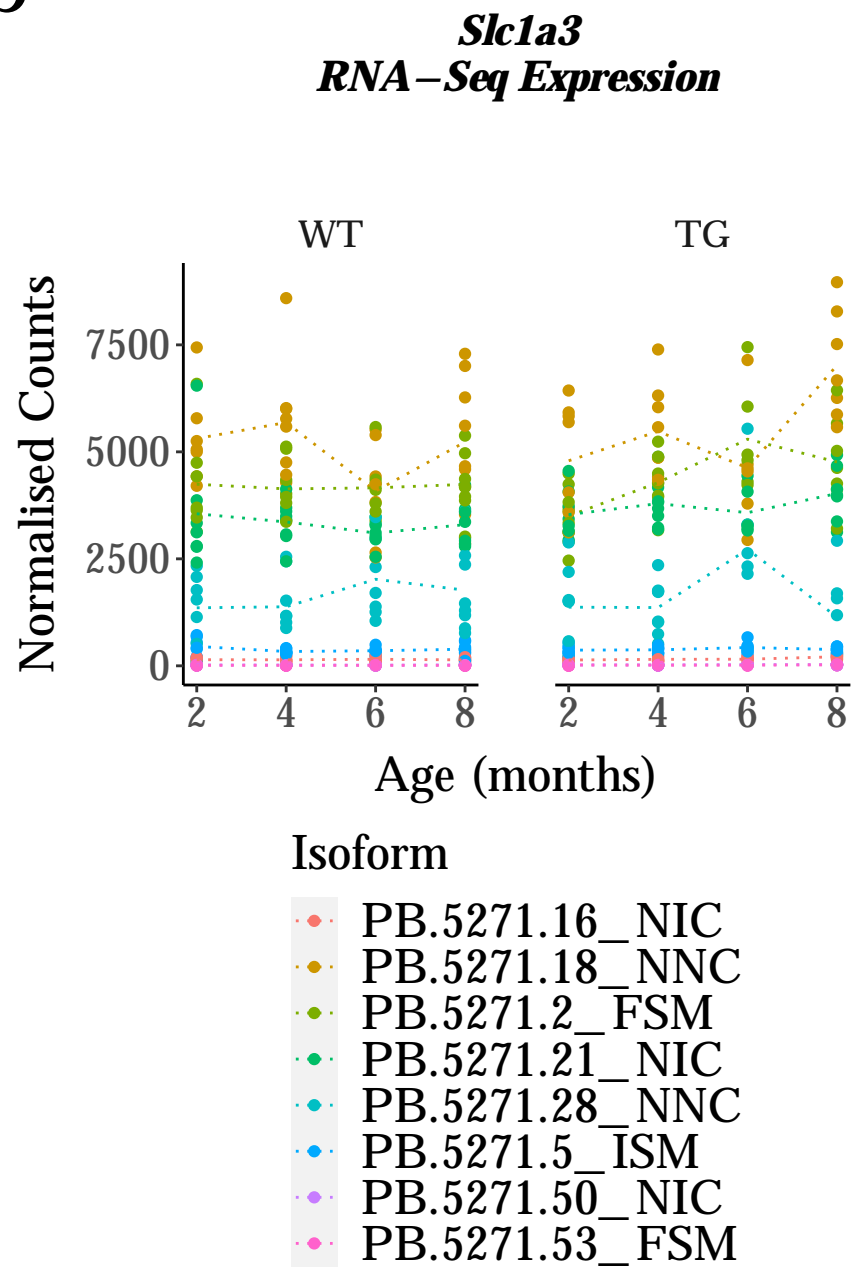 Slc1a3
RNA–Seq Expression
WT
TG
Normalised Counts
7500
5000
2500
0
2 4 6 8
2 4 6 8
Age (months)
Isoform
PB.5271.16_NIC
PB.5271.18_NNC
PB.5271.2_FSM
PB.5271.21_NIC
PB.5271.28_NNC
PB.5271.5_ISM
PB.5271.50_NIC
PB.5271.53_FSM